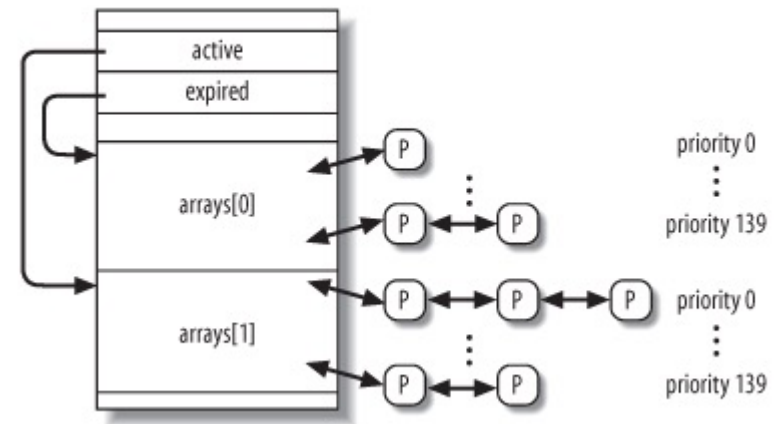 active
expired
P priority 0
arrays[0]
P P priority 139
P P P priority 0
arrays[1]
P P priority 139